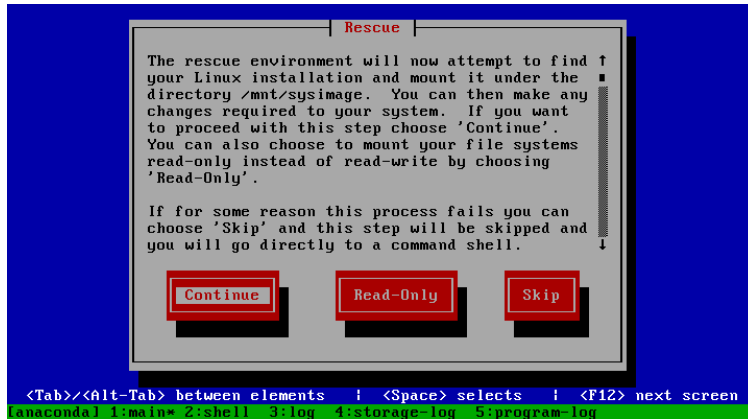 Rescue
The rescue environment will now attempt to find
your Linux installation and mount it under the
directory /mnt/sysimage.  You can then make any
changes required to your system.  If you want
to proceed with this step choose 'Continue'.
You can also choose to mount your file systems
read-only instead of read-write by choosing
'Read-Only'.
If for some reason this process fails you can
choose 'Skip' and this step will be skipped and
you will go directly to a command shell.
Continue Read-Only Skip
<Tab>/<Alt-Tab> between elements | <Space> selects | <F12> next screen
[anaconda] 1:main* 2:shell 3:log 4:storage-log 5:program-log